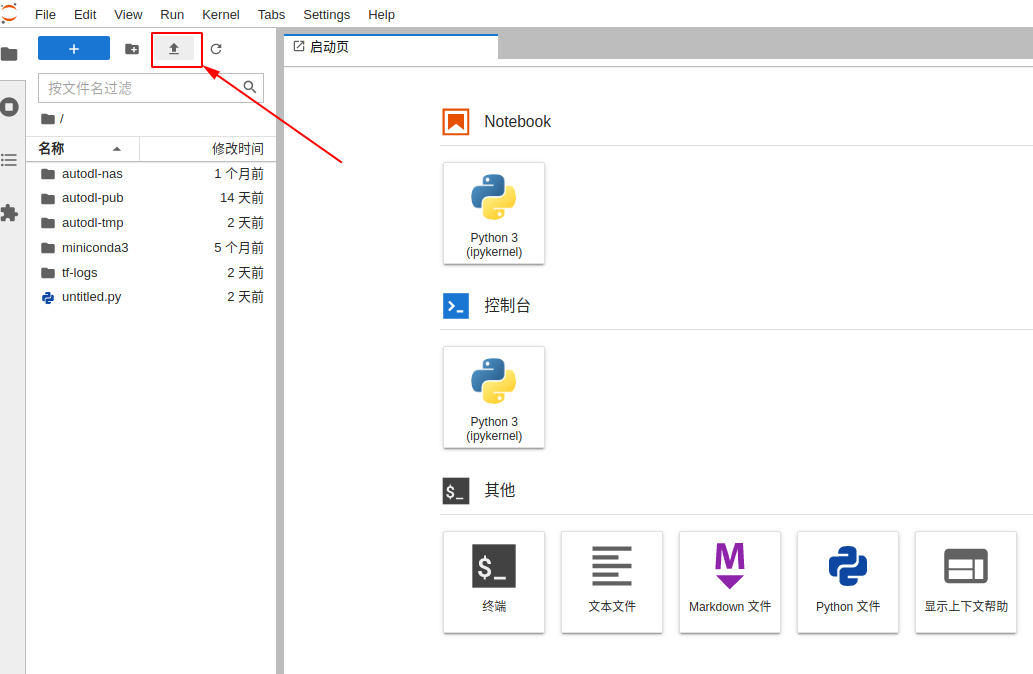 File Edit View Run Kernel Tabs Settings Help
启动页
按文件名过滤
/
名称 修改时间
autodl-nas 1 个月前
autodl-pub 14 天前
autodl-tmp 2 天前
miniconda3 5 个月前
tf-logs 2 天前
untitled.py 2 天前
Notebook
Python 3
(ipykernel)
控制台
Python 3
(ipykernel)
$_ 其他
$_
终端
文本文件
M
Markdown 文件
Python 文件
显示上下文帮助